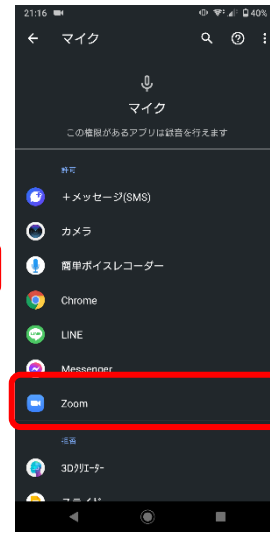 21:16
40%
マイク
マイク
この権限があるアプリは録音を行えます
許可
+メッセージ(SMS)
カメラ
簡単ボイスレコーダー
Chrome
LINE
Messenger
Zoom
拒否
3Dクリエーター